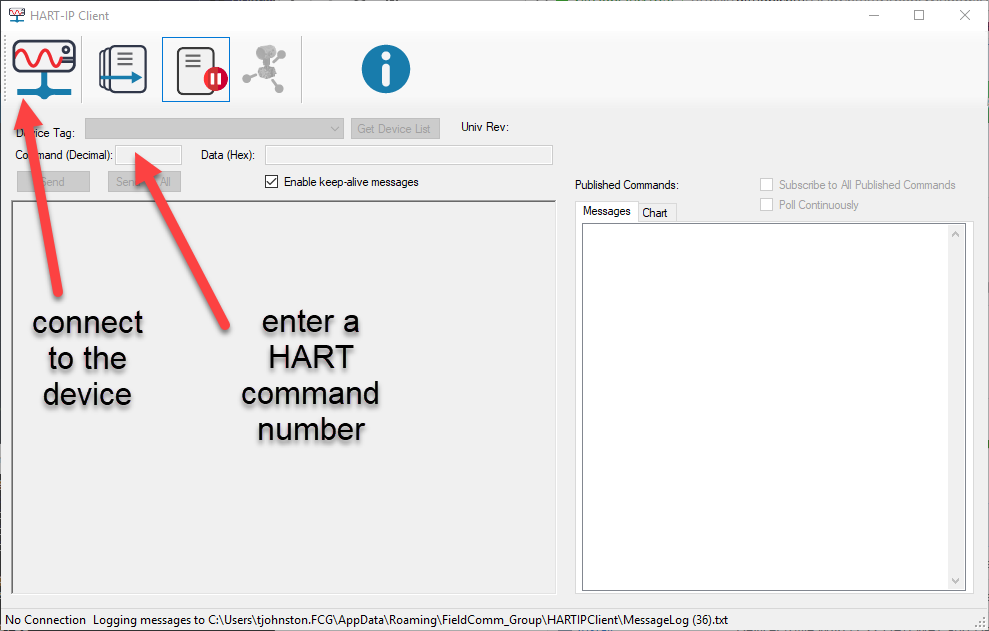 HART-IP Client
Device Tag:
Get Device List
Univ Rev:
Command (Decimal):
Data (Hex):
Send
All
Enable keep-alive messages
Published Commands:
Subscribe to All Published Commands
Poll Continuously
Messages
Chart
connect
to the
device
enter a
HART
command
number
No Connection Logging messages to C:\Users\tjohnston.FCG\AppData\Roaming\FieldComm_Group\HARTIPClient\MessageLog (36).txt